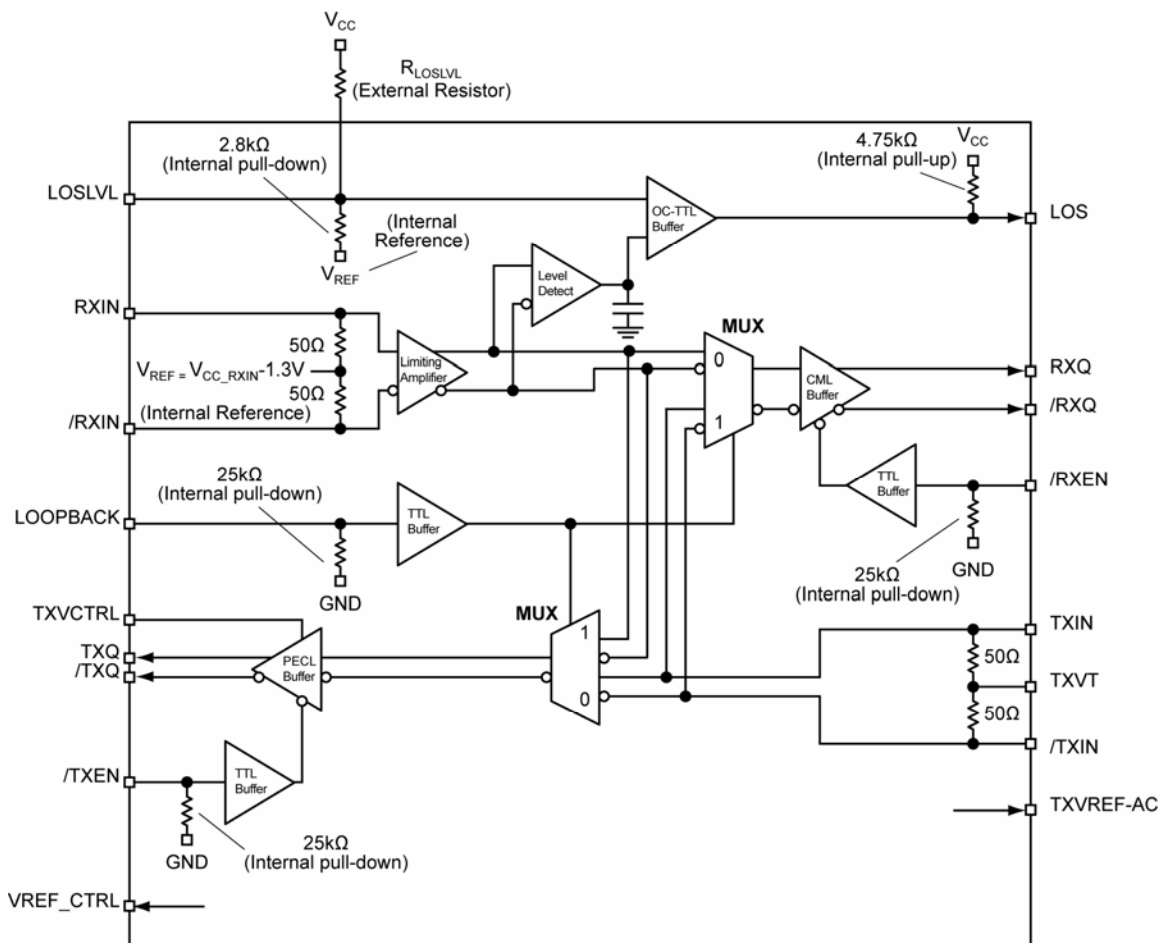 VCC
RLOSLVL
(External Resistor)
2.8kΩ
(Internal pull-down)
4.75kΩ
(Internal pull-up)
VCC
LOSLVL
OC-TTL
Buffer
LOS
(Internal
Reference)
VREF
Level
Detect
RXIN
MUX
50Ω
Limiting
Amplifier
0
CML
Buffer
RXQ
VREF = VCC_RXIN-1.3V
50Ω
(Internal Reference)
/RXIN
1
/RXQ
25kΩ
(Internal pull-down)
TTL
Buffer
/RXEN
LOOPBACK
TTL
Buffer
GND
25kΩ
(Internal pull-down)
GND
TXVCTRL
MUX
TXIN
TXQ
/TXQ
PECL
Buffer
1
0
50Ω
TXVT
50Ω
/TXIN
/TXEN
TTL
Buffer
TXVREF-AC
GND
25kΩ
(Internal pull-down)
VREF_CTRL